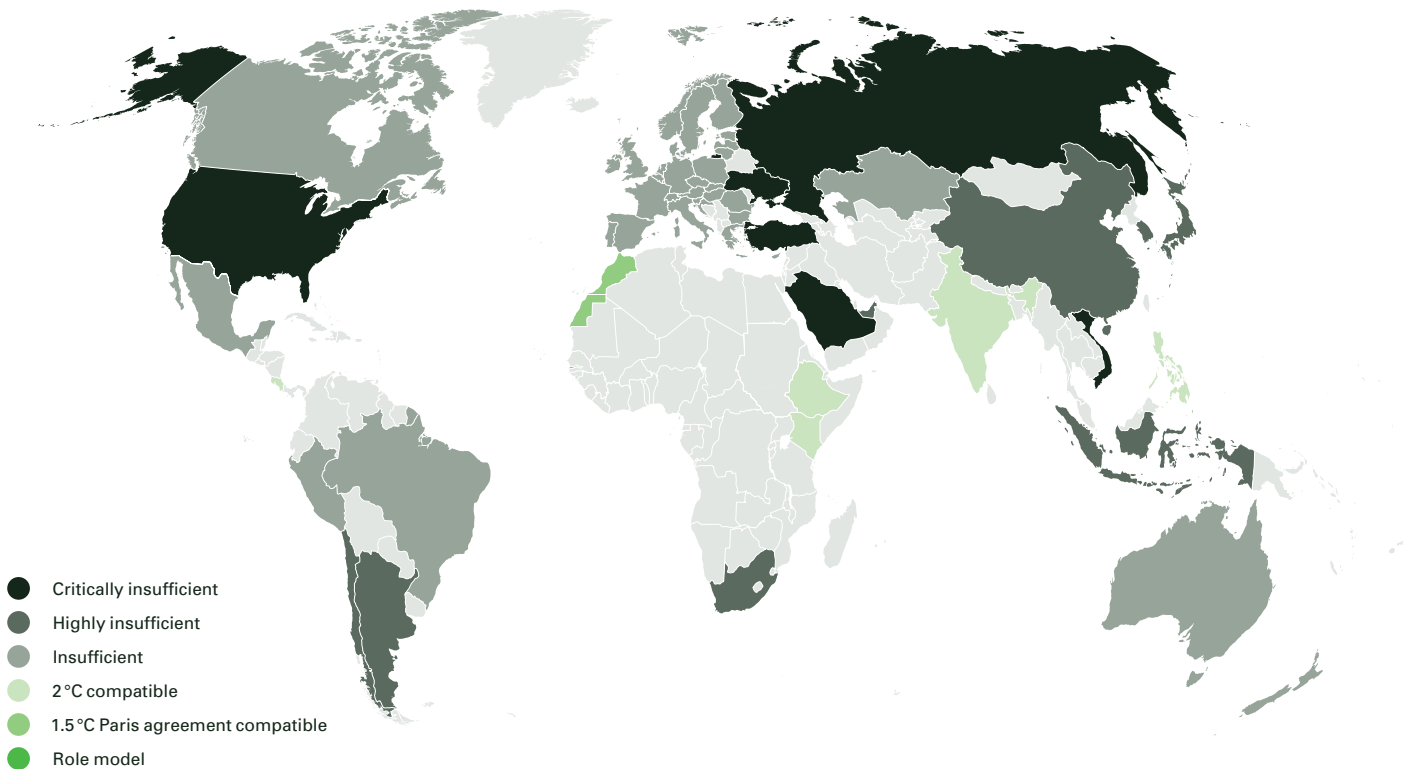 Critically insufficient
Highly insufficient
Insufficient
2 °C compatible
1.5 °C Paris agreement compatible
Role model